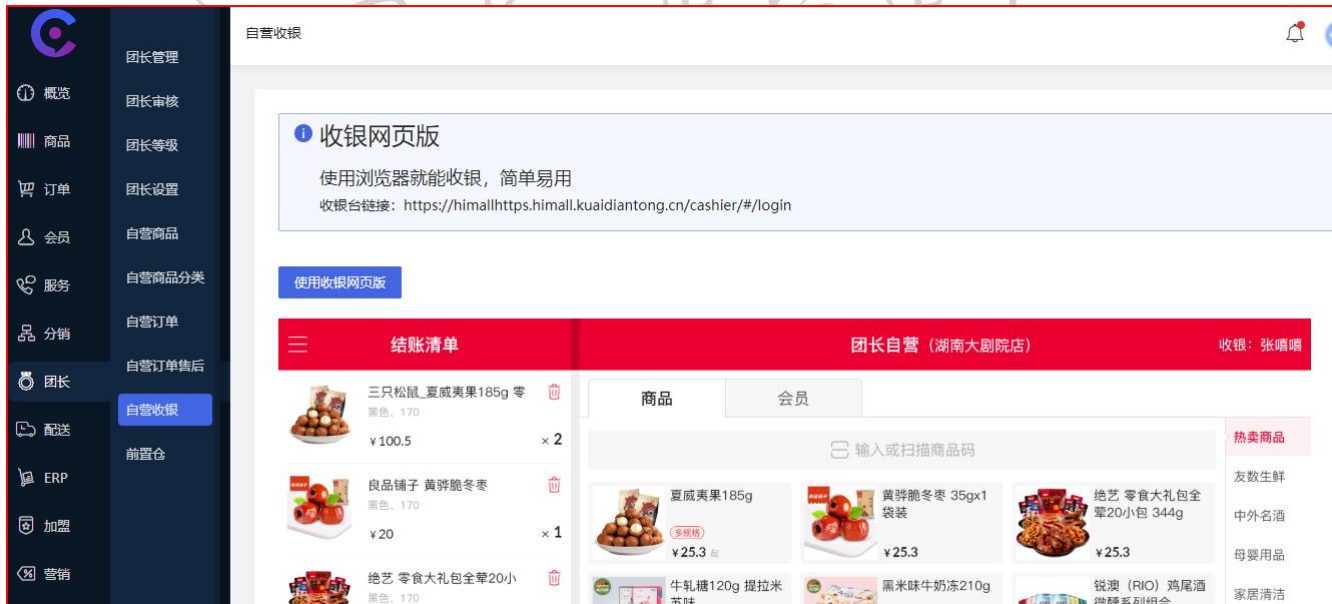 自营收银
团长管理
概览
团长审核
商品
团长等级
订单
团长设置
会员
自营商品
服务
自营商品分类
分销
自营订单
团长
自营订单售后
配送
自营收银
ERP
前置仓
加盟
营销
收银网页版
使用浏览器就能收银，简单易用
收银台链接：https://himallhttps.himall.kuaidiantong.cn/cashier/#/login
使用收银网页版
结账清单
团长自营（湖南大剧院店）
收银：张嘻嘻
三只松鼠_夏威夷果185g 零
黑色、170
¥100.5
×2
良品铺子 黄骅脆冬枣
黑色、170
¥20
×1
绝艺 零食大礼包全荤20小
黑色、170
商品
会员
输入或扫描商品码
夏威夷果185g
多规格
¥25.3 起
黄骅脆冬枣 35gx1
袋装
¥25.3
绝艺 零食大礼包全
荤20小包 344g
¥25.3
牛轧糖120g 提拉米
苏味
黑米味牛奶冻210g
锐澳（RIO）鸡尾酒
微醺系列组合
热卖商品
友数生鲜
中外名酒
母婴用品
家居清洁